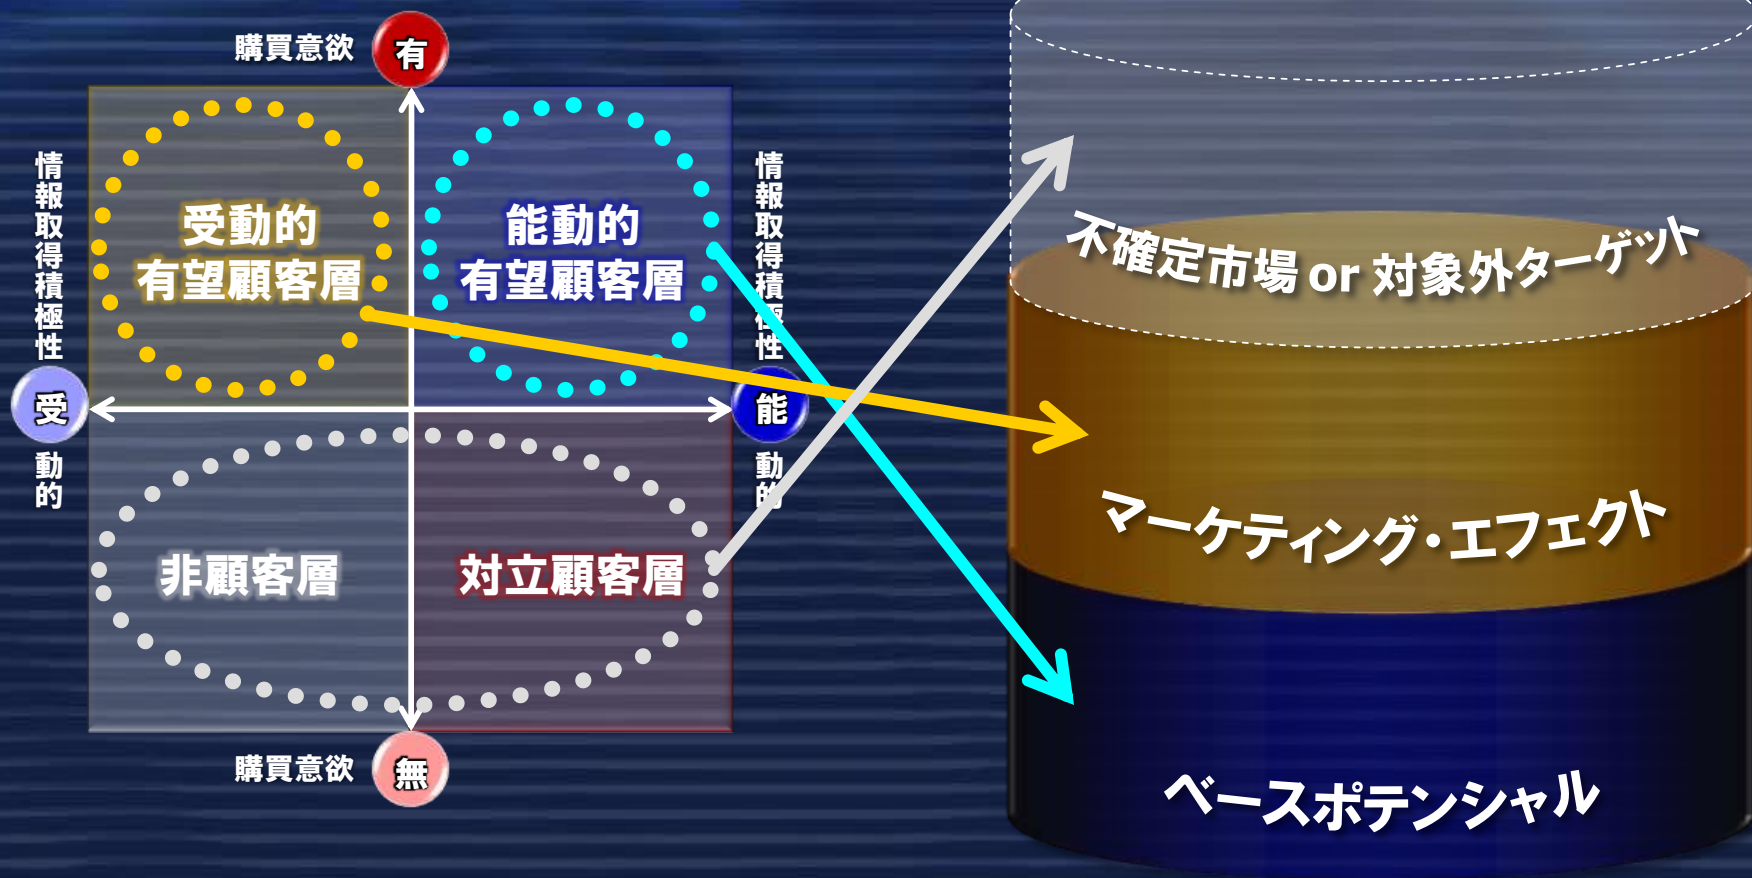 購買意欲 有
情報取得積極性
受
動的
情報取得積極性
能
動的
受動的
有望顧客層
能動的
有望顧客層
非顧客層
対立顧客層
購買意欲 無
不確定市場 or 対象外ターゲット
マーケティング・エフェクト
ベースポテンシャル